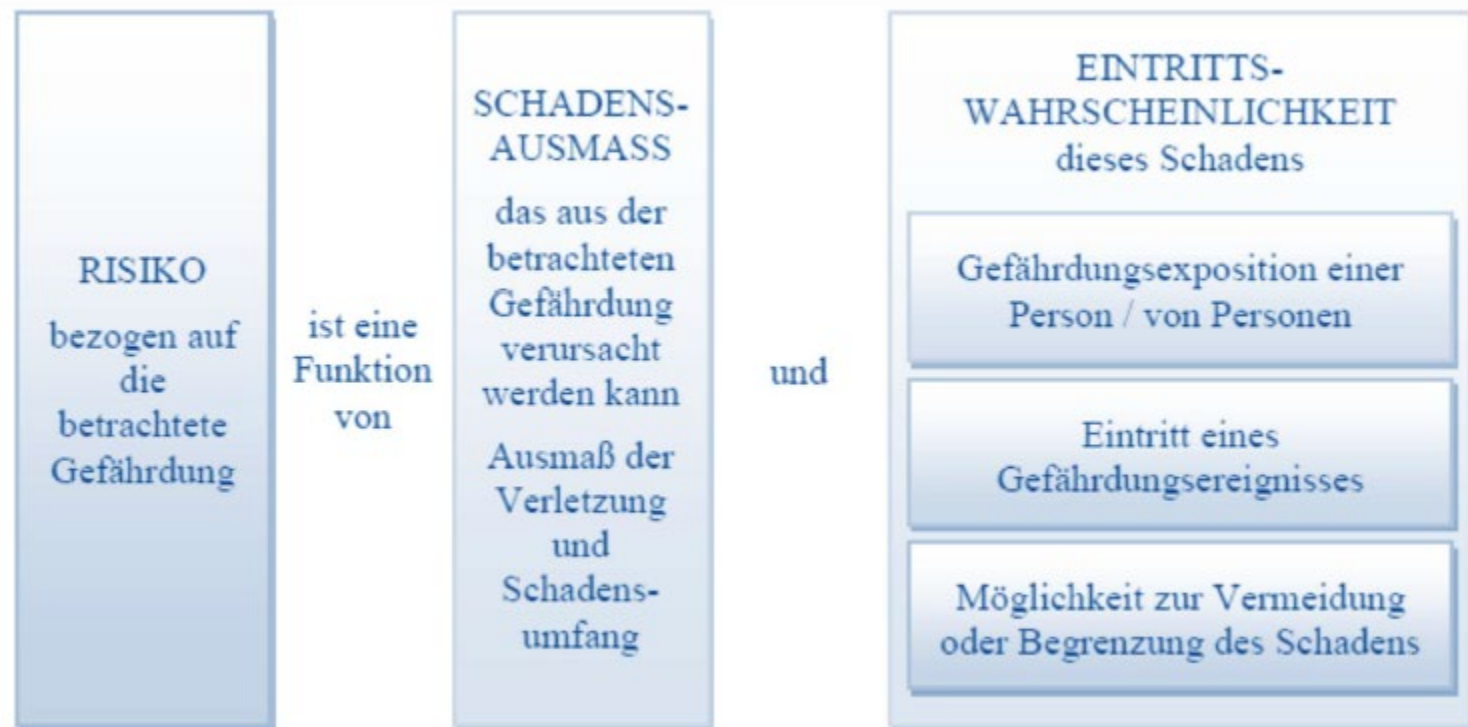 RISIKO
bezogen auf
die
betrachtete
Gefährdung
ist eine
Funktion
von
SCHADENS-
AUSMASS
das aus der
betrachteten
Gefährdung
verursacht
werden kann
Ausmaß der
Verletzung
und
Schadens-
umfang
und
EINTRITTS-
WAHRSCHEINLICHKEIT
dieses Schadens
Gefährdungsexposition einer
Person / von Personen
Eintritt eines
Gefährdungsereignisses
Möglichkeit zur Vermeidung
oder Begrenzung des Schadens